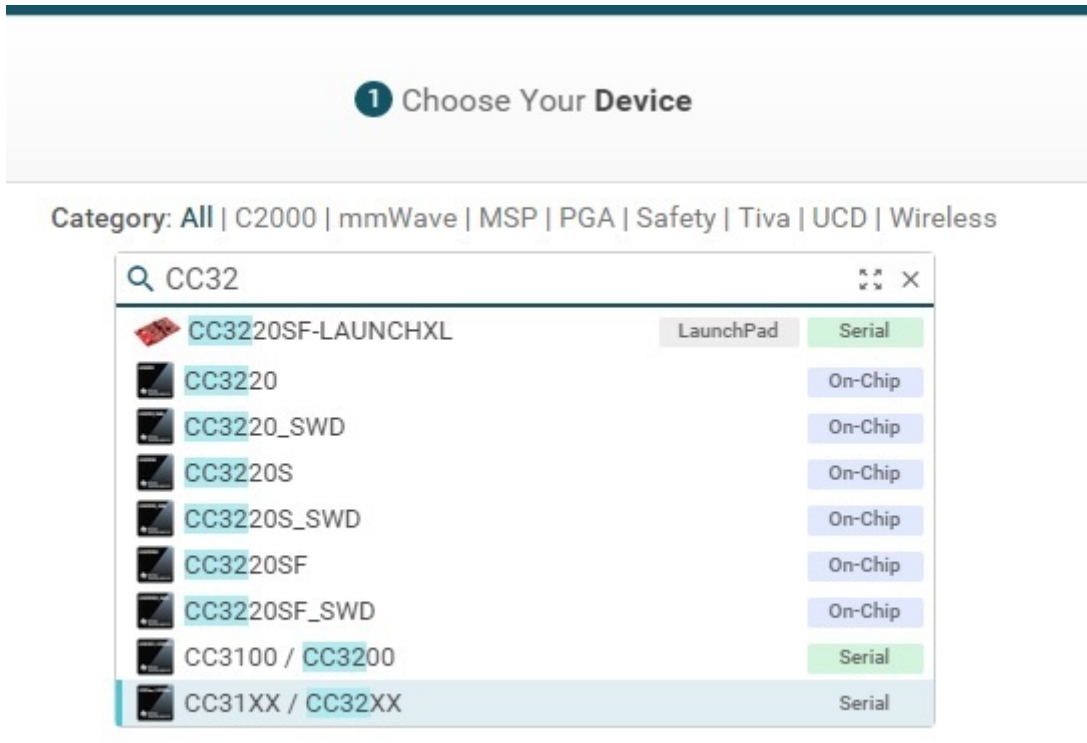 1 Choose Your Device
Category: All | C2000 | mmWave | MSP | PGA | Safety | Tiva | UCD | Wireless
CC32
CC3220SF-LAUNCHXL LaunchPad Serial
CC3220 On-Chip
CC3220_SWD On-Chip
CC3220S On-Chip
CC3220S_SWD On-Chip
CC3220SF On-Chip
CC3220SF_SWD On-Chip
CC3100 / CC3200 Serial
CC31XX / CC32XX Serial